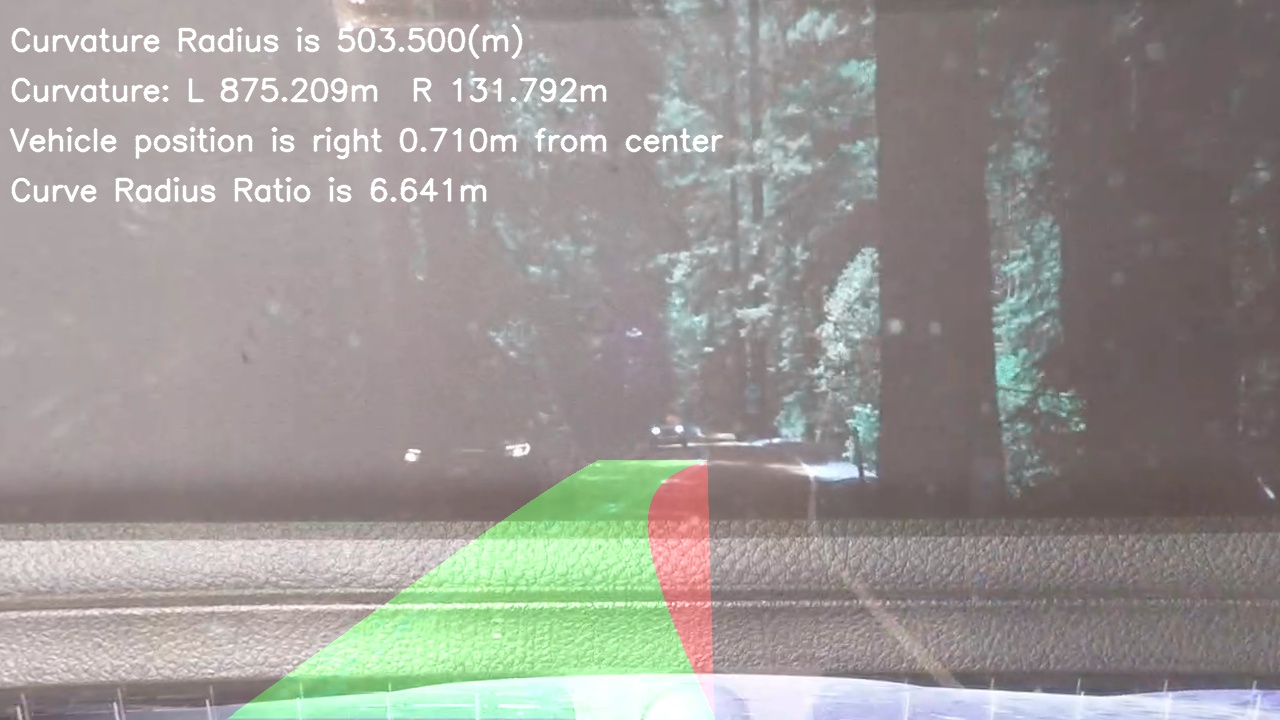 Curvature Radius is 503.500(m)
Curvature: L 875.209m R 131.792m
Vehicle position is right 0.710m from center
Curve Radius Ratio is 6.641m